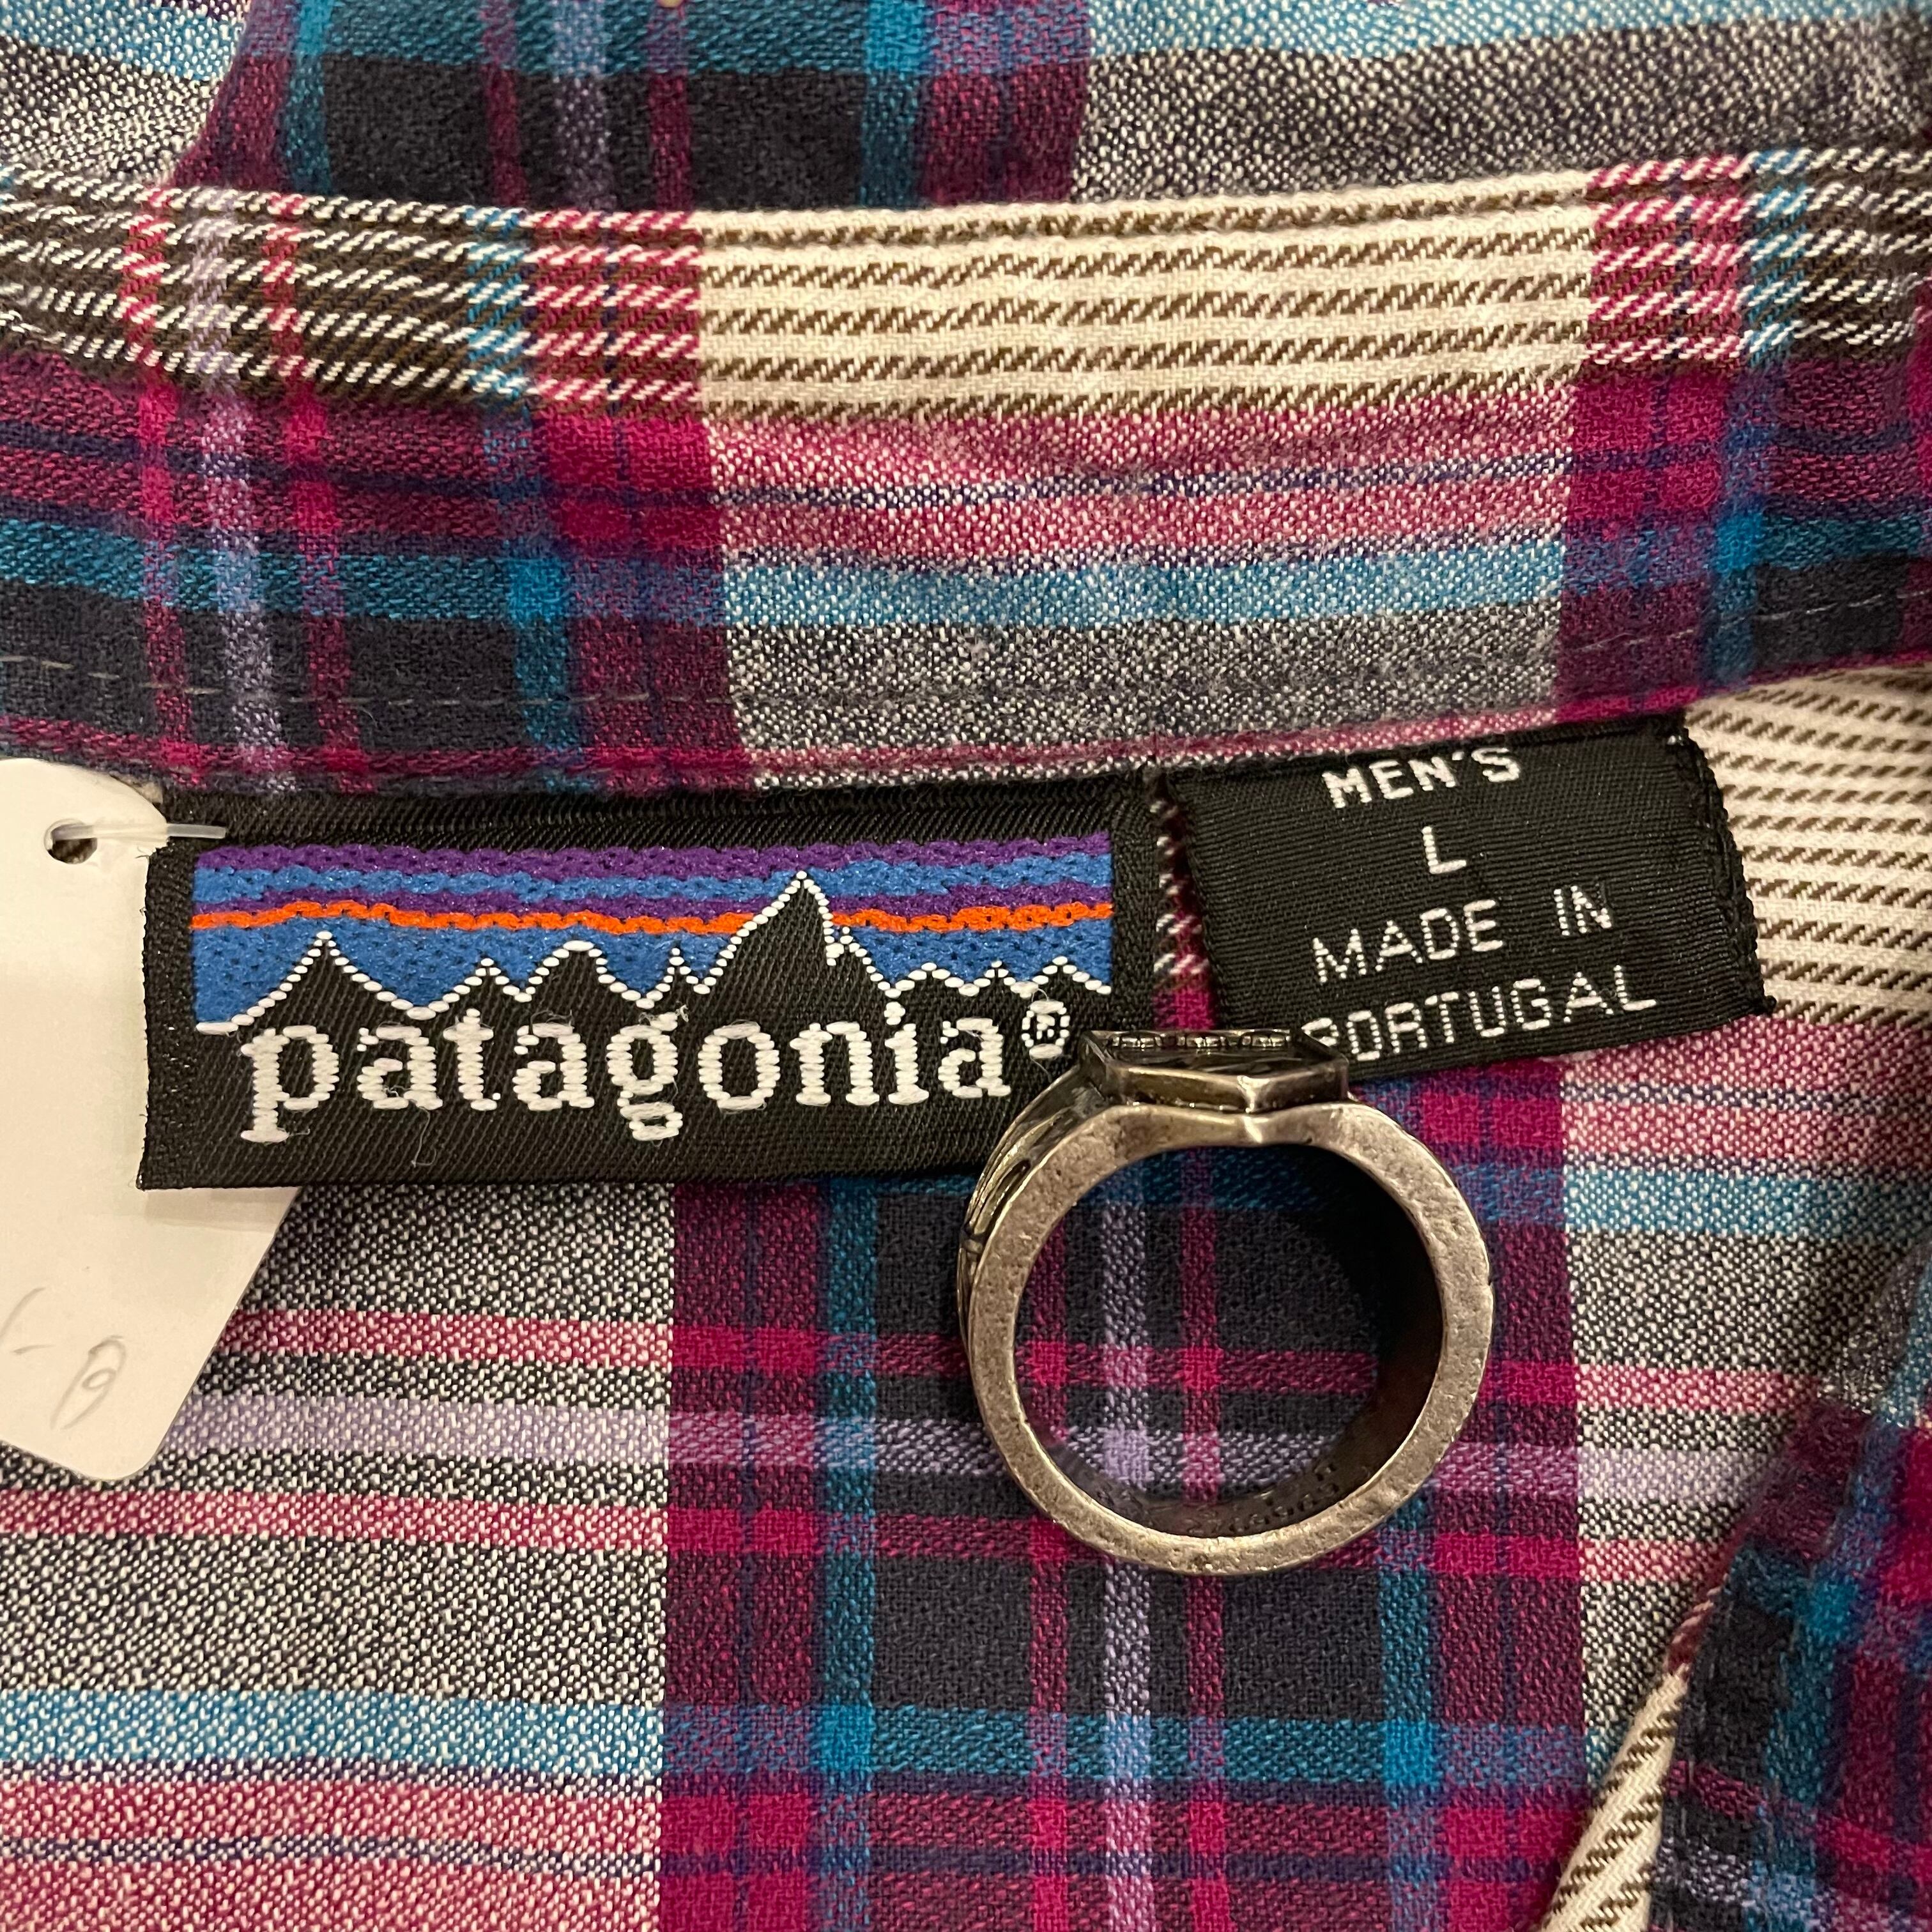 patagonia®
MEN'S
L
MADE IN
PORTUGAL